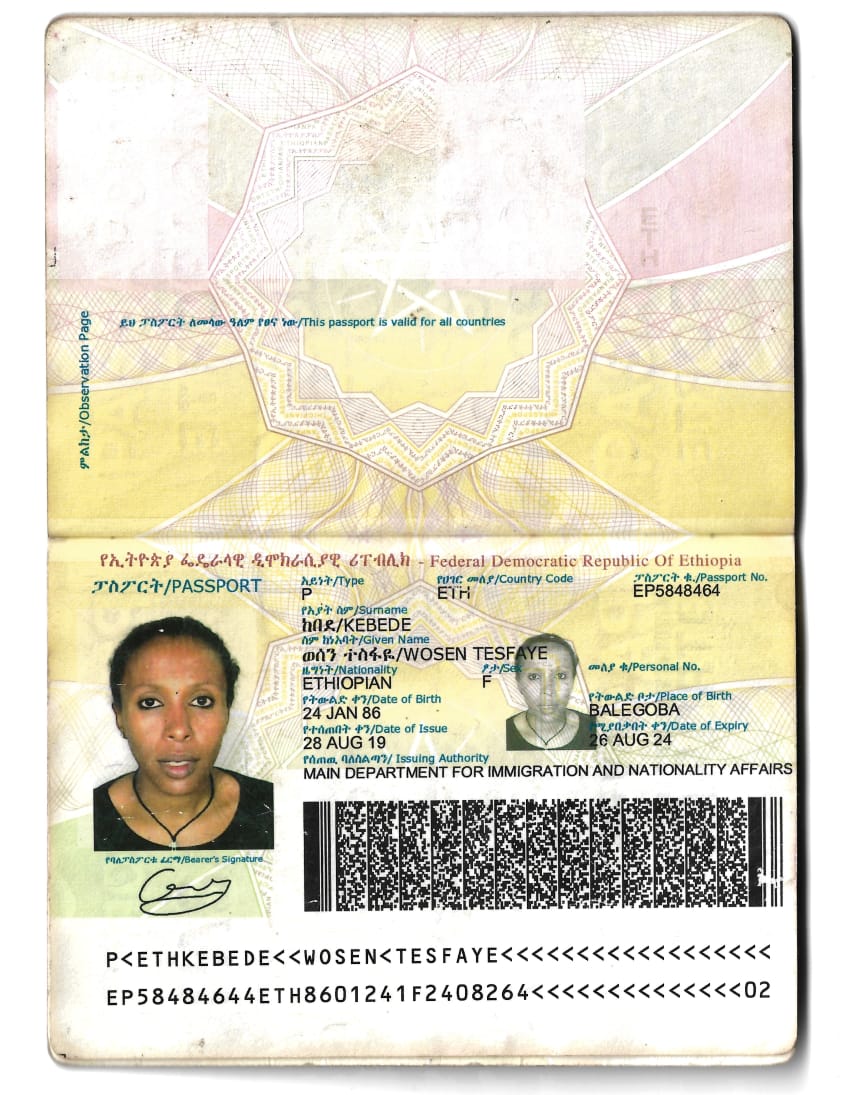 ይህ ፓስፖርት ለመላው ዓለም የፀና ነው/This passport is valid for all countries
ምልከታ/Observation Page
የኢትዮጵያ ፌዴራላዊ ዲሞክራሲያዊ ሪፐብሊክ - Federal Democratic Republic Of Ethiopia
ፓስፖርት/PASSPORT
አይነት/Type
P
የሀገር መለያ/Country Code
ETH
ፓስፖርት ቁ./Passport No.
EP5848464
የአያት ስም/Surname
ከበደ/KEBEDE
ስም ከነአባት/Given Name
ወሰን ተስፋዬ/WOSEN TESFAYE
ዜግነት/Nationality
ETHIOPIAN
ፆታ/Sex
F
መለያ ቁ/Personal No.
የትውልድ ቀን/Date of Birth
24 JAN 86
የትውልድ ቦታ/Place of Birth
BALEGOBA
የተሰጠበት ቀን/Date of Issue
28 AUG 19
የሚያበቃበት ቀን/Date of Expiry
26 AUG 24
የሰጠዉ ባለስልጣን/ Issuing Authority
MAIN DEPARTMENT FOR IMMIGRATION AND NATIONALITY AFFAIRS
የባለፓስፖርቱ ፊርማ/Bearer's Signature
P<ETHKEBEDE<<WOSEN<TESFAYE<<<<<<<<<<<<<<<<<<
EP58484644ETH8601241F2408264<<<<<<<<<<<<<<02